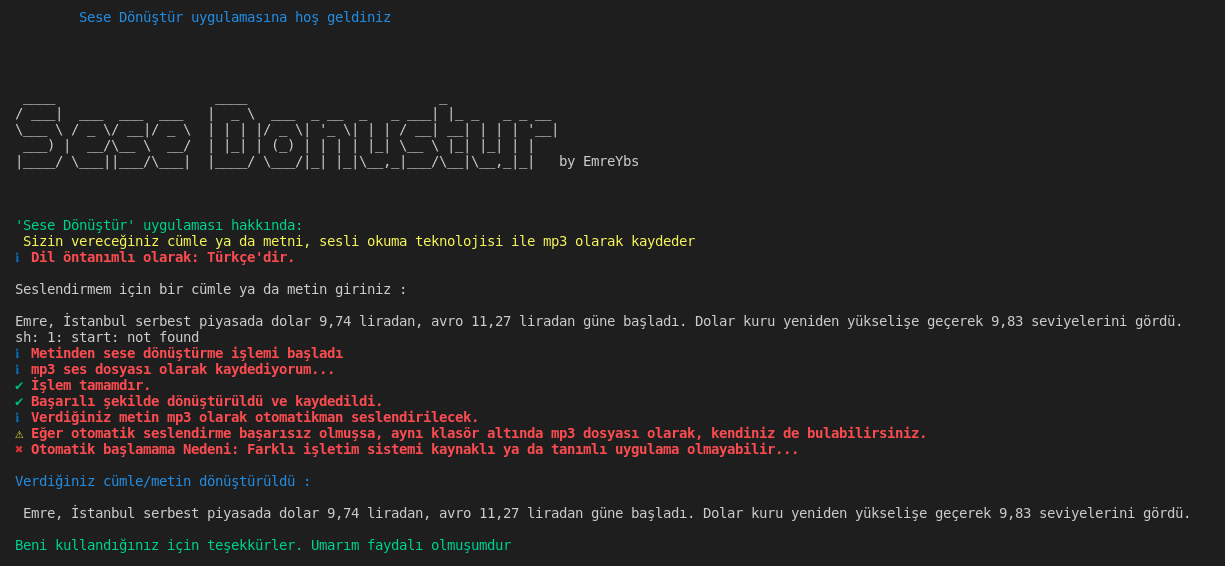 Sese Dönüştür uygulamasına hoş geldiniz
Sese Donustur
by EmreYbs
'Sese Dönüştür' uygulaması hakkında:
Sizin vereceğiniz cümle ya da metni, sesli okuma teknolojisi ile mp3 olarak kaydeder
ℹ Dil öntanımlı olarak: Türkçe'dir.
Seslendirmem için bir cümle ya da metin giriniz :
Emre, İstanbul serbest piyasada dolar 9,74 liradan, avro 11,27 liradan güne başladı. Dolar kuru yeniden yükselişe geçerek 9,83 seviyelerini gördü.
sh: 1: start: not found
ℹ Metinden sese dönüştürme işlemi başladı
ℹ mp3 ses dosyası olarak kaydediyorum...
✔ İşlem tamamdır.
✔ Başarılı şekilde dönüştürüldü ve kaydedildi.
ℹ Verdiğiniz metin mp3 olarak otomatikman seslendirilecek.
⚠ Eğer otomatik seslendirme başarısız olmuşsa, aynı klasör altında mp3 dosyası olarak, kendiniz de bulabilirsiniz.
✖ Otomatik başlamama Nedeni: Farklı işletim sistemi kaynaklı ya da tanımlı uygulama olmayabilir...
Verdiğiniz cümle/metin dönüştürüldü :
Emre, İstanbul serbest piyasada dolar 9,74 liradan, avro 11,27 liradan güne başladı. Dolar kuru yeniden yükselişe geçerek 9,83 seviyelerini gördü.
Beni kullandığınız için teşekkürler. Umarım faydalı olmuşumdur